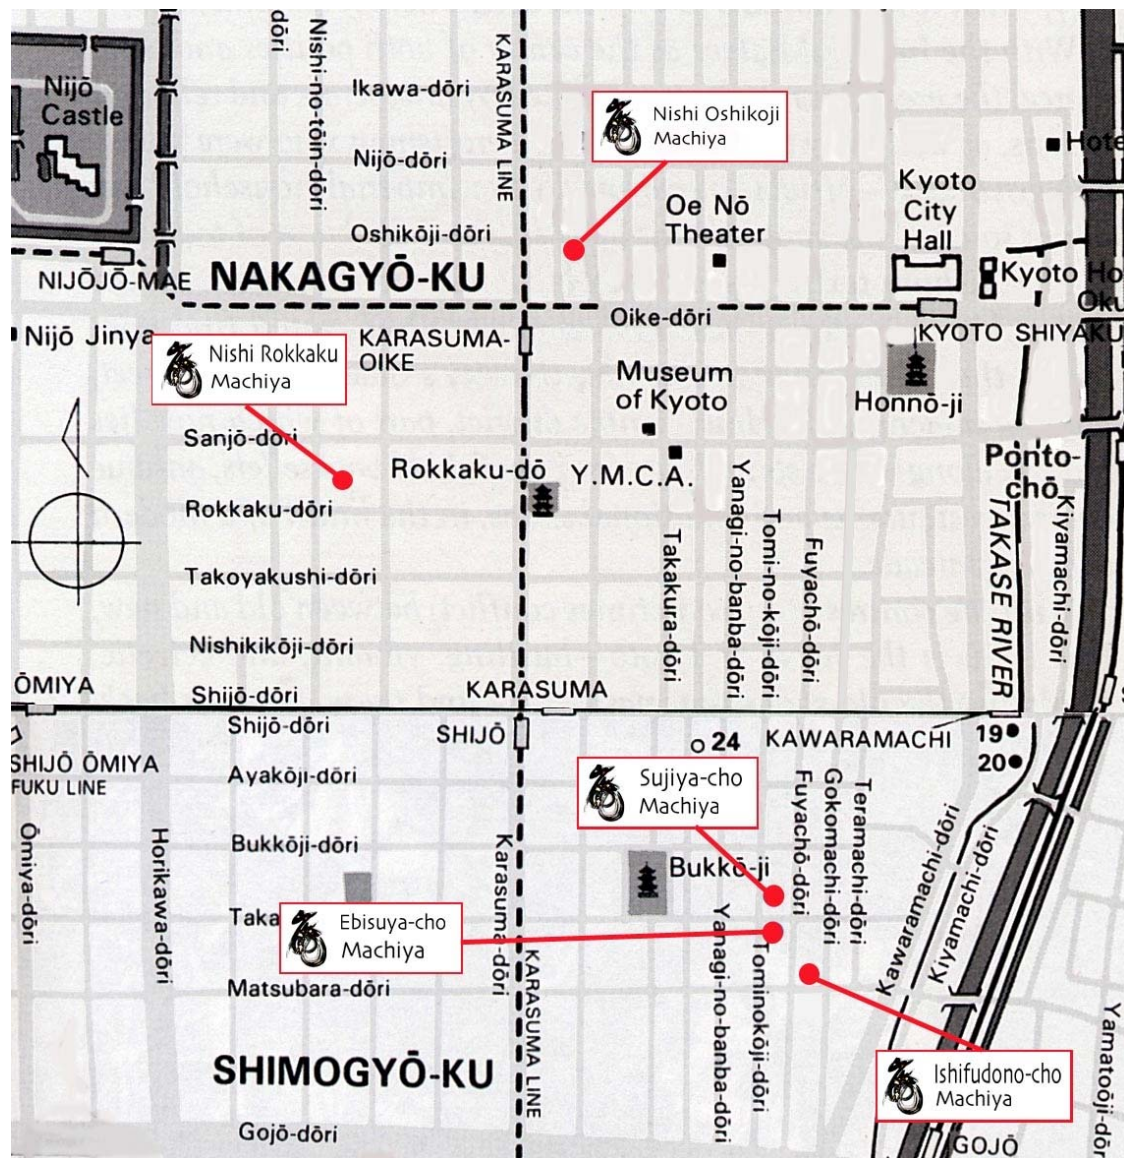 dōri
Nishi-no-tōin-dōri
KARASUMA LINE
Nijō
Castle
Ikawa-dōri
Nijō-dōri
Oshikōji-dōri
Nishi Oshikoji
Machiya
Hote
Oe Nō
Theater
Kyoto
City
Hall
NIJŌJŌ-MAE
NAKAGYŌ-KU
Kyoto Ho
Oku
Nijō Jinya
KARASUMA-
OIKE
Oike-dōri
KYOTO SHIYAKU
Nishi Rokkaku
Machiya
Museum
of Kyoto
Honnō-ji
Sanjō-dōri
Rokkaku-dō
Y.M.C.A.
Ponto-
chō
Rokkaku-dōri
Takoyakushi-dōri
Nishikikōji-dōri
Takakura-dōri
Yanagi-no-banba-dōri
Tomi-no-kōji-dōri
Fuyachō-dōri
TAKASE RIVER
Kiyamachi-dōri
ŌMIYA
Shijō-dōri
KARASUMA
Shijō-dōri
SHIJŌ
24
KAWARAMACHI
19
20
SHIJŌ ŌMIYA
FUKU LINE
Ayakōji-dōri
Sujiya-cho
Machiya
Fuyachō-dōri
Gokomachi-dōri
Teramachi-dōri
Kawaramachi-dōri
Kiyamachi-dōri
Ōmiya-dōri
Horikawa-dōri
Bukkōji-dōri
Karasuma-dōri
Bukkō-ji
Taka
Ebisuya-cho
Machiya
Yanagi-no-banba-dōri
Tominokōji-dōri
Matsubara-dōri
KARASUMA LINE
Yamatoōji-dōri
SHIMOGYŌ-KU
Ishifudono-cho
Machiya
Gojō-dōri
GOJŌ